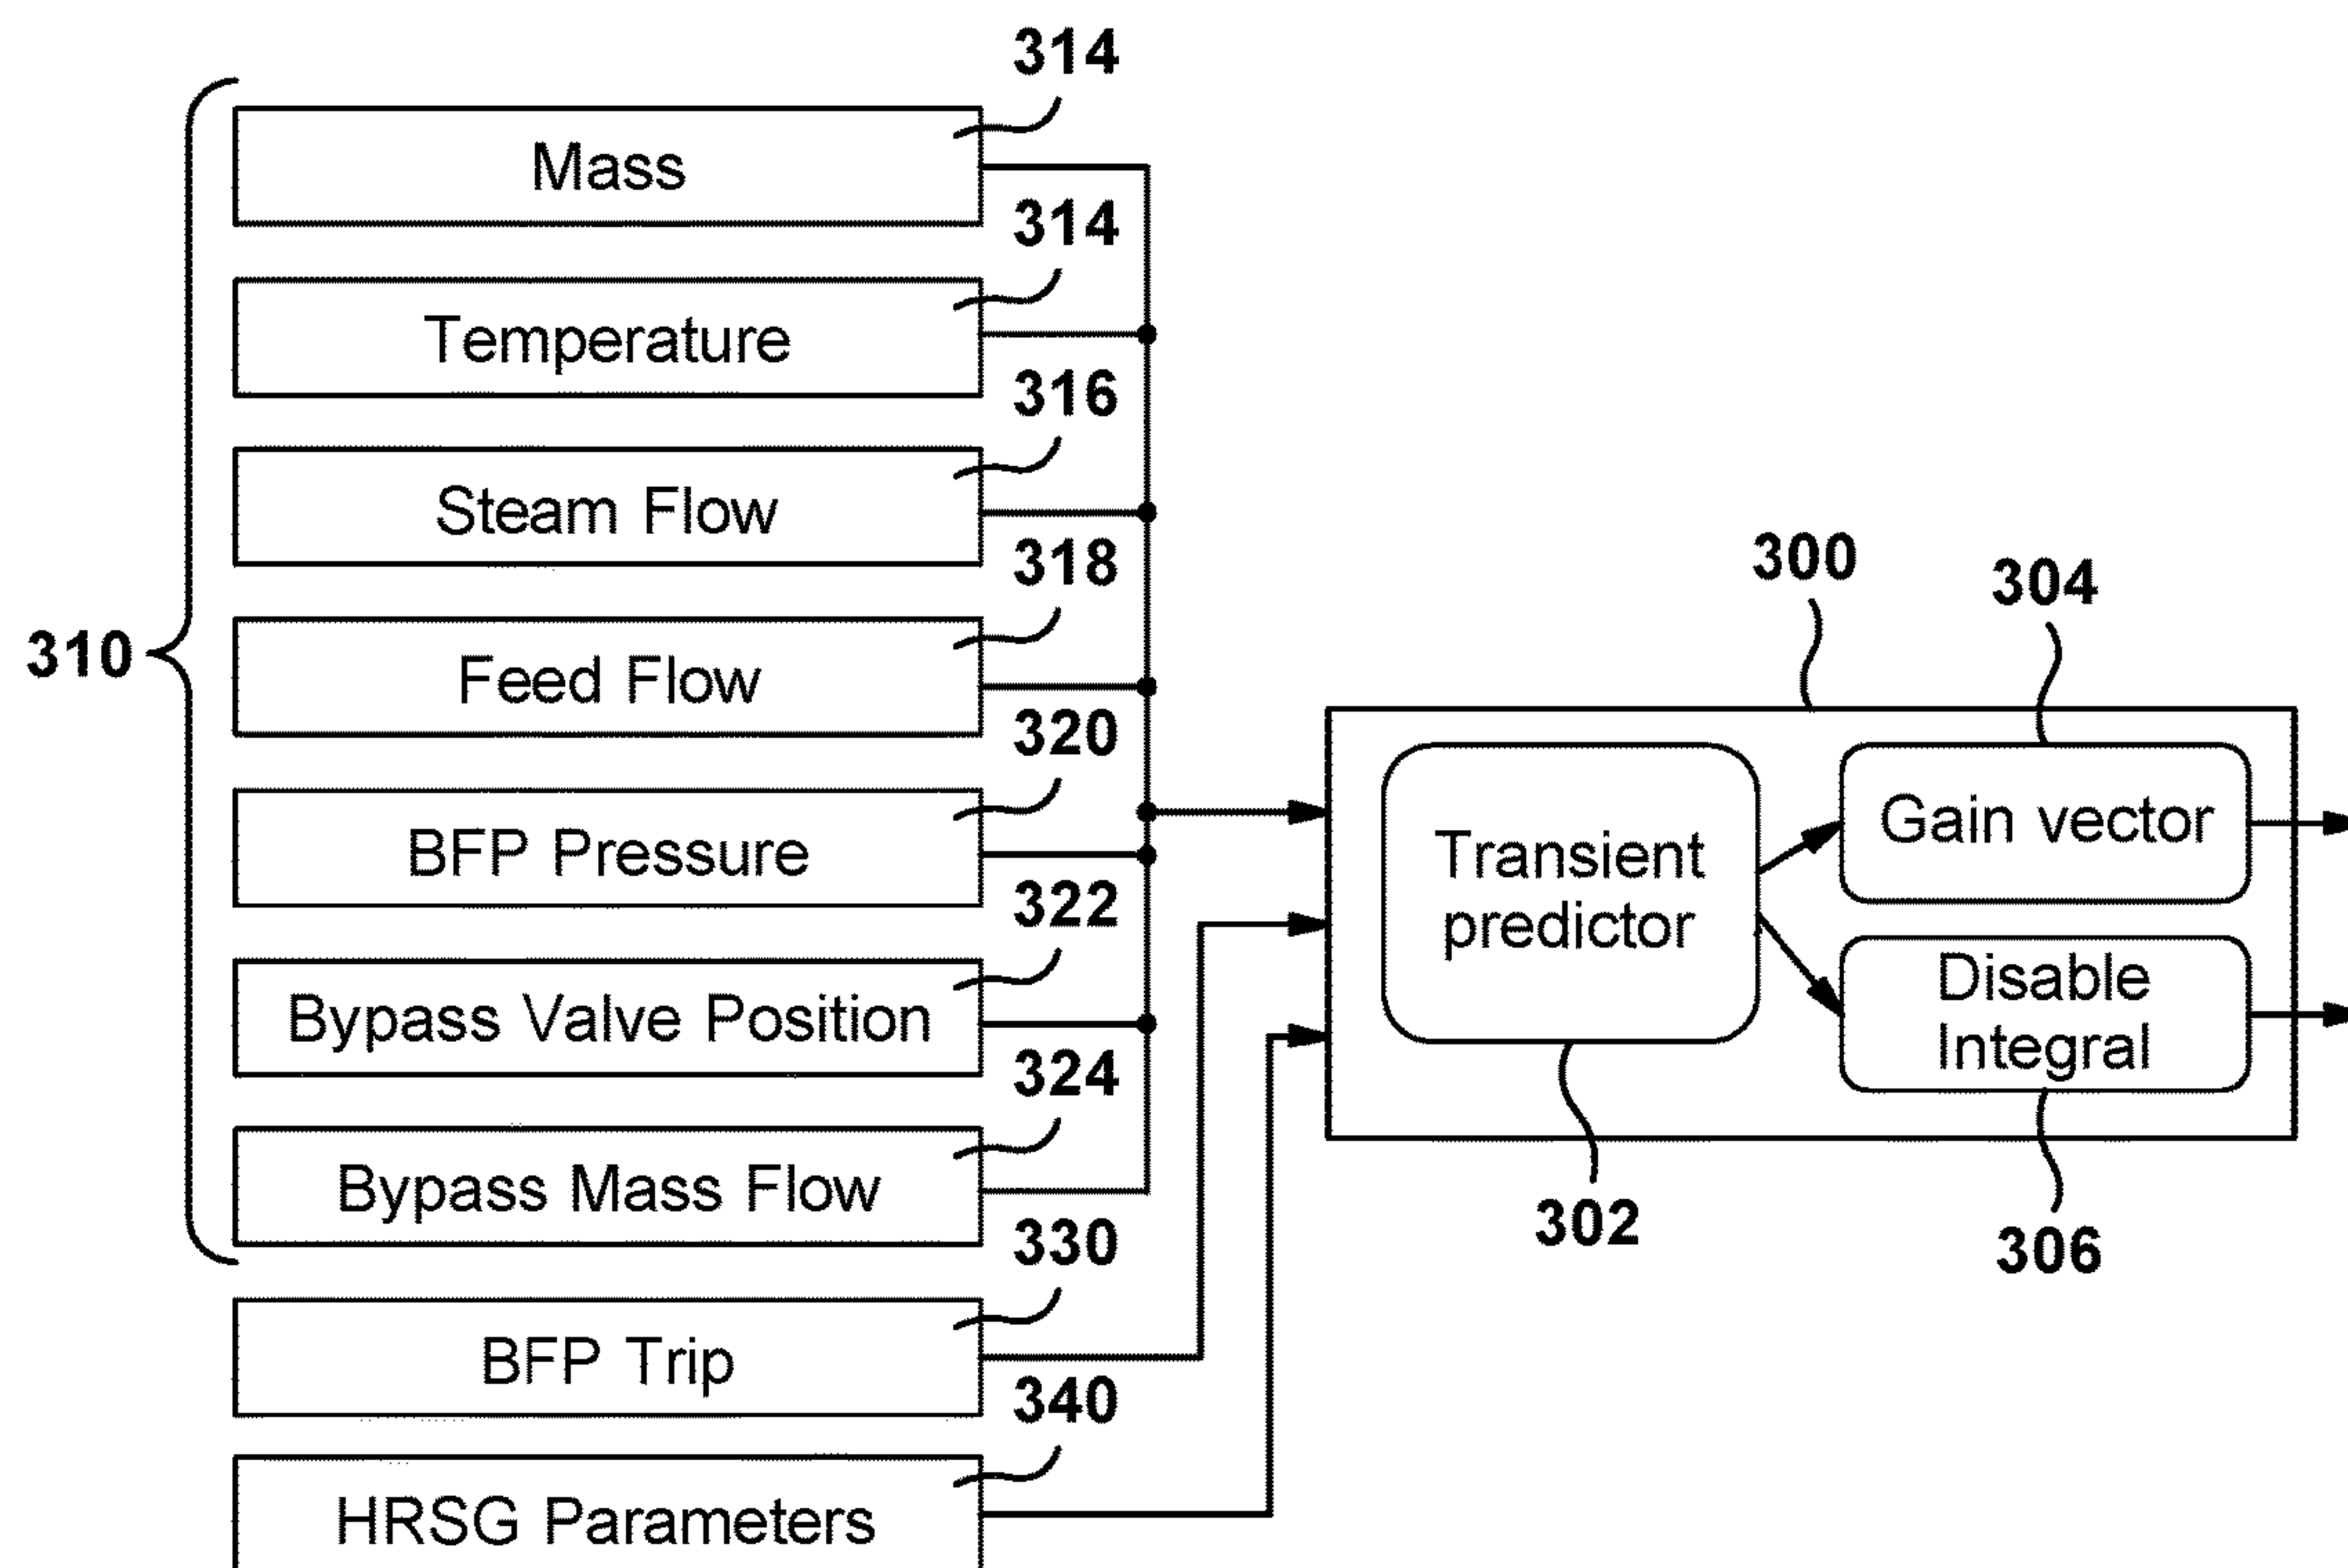 314
Mass
314
Temperature
316
Steam Flow
318
310
Feed Flow
320
BFP Pressure
322
Bypass Valve Position
324
Bypass Mass Flow
330
BFP Trip
340
HRSG Parameters
300
304
Transient
predictor
Gain vector
Disable
Integral
302
306